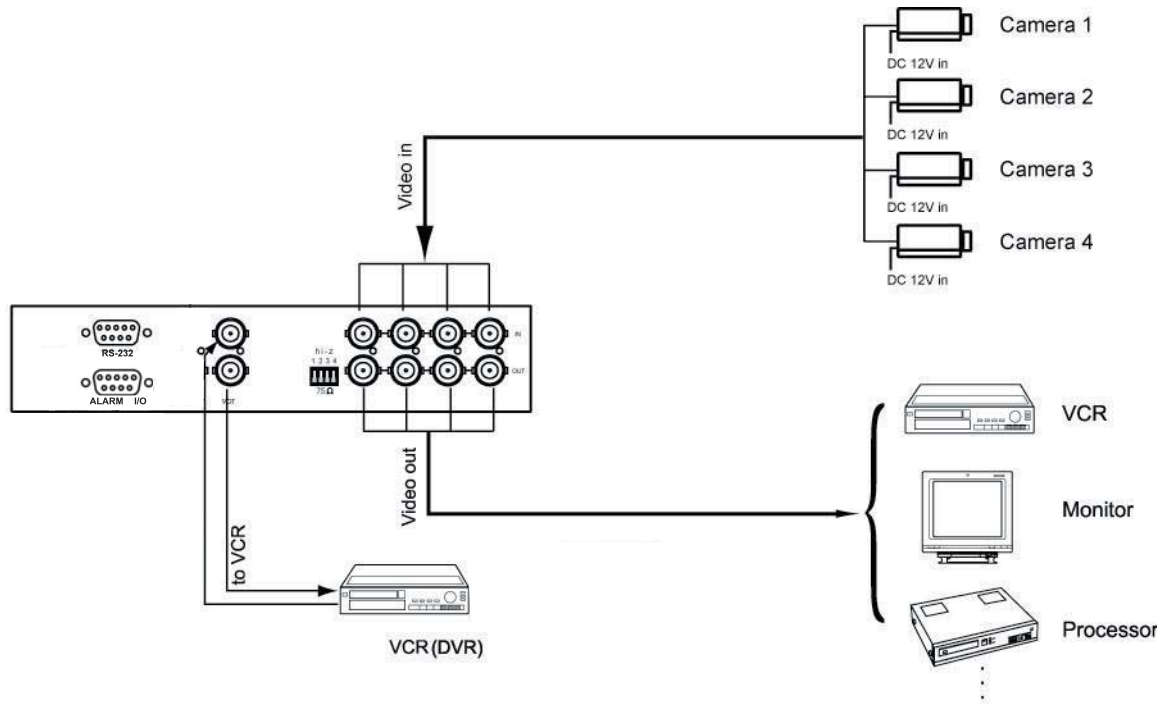 Camera 1
DC 12V in
Camera 2
DC 12V in
Camera 3
DC 12V in
Camera 4
DC 12V in
Video in
RS-232
ALARM I/O
hi-z
1 2 3 4
75Ω
IN
OUT
Video out
to VCR
VCR (DVR)
VCR
Monitor
Processor